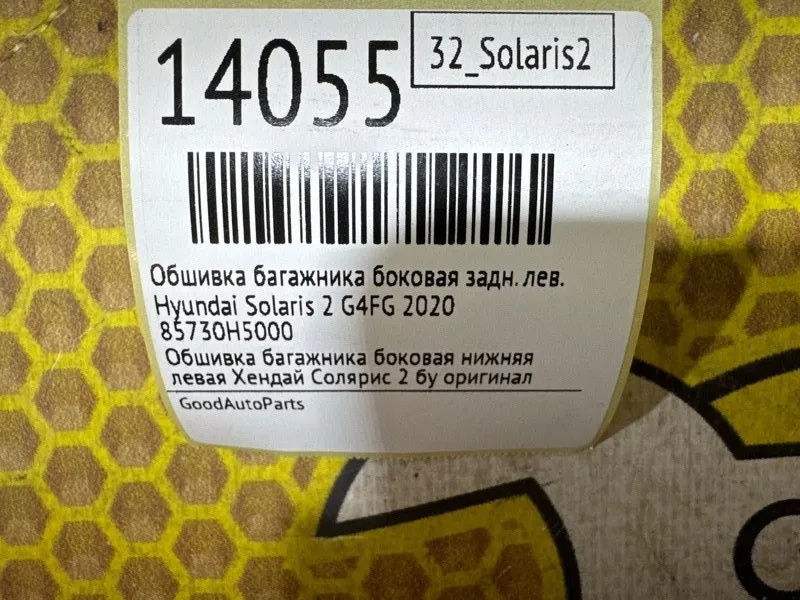 14055
32_Solaris2
Обшивка багажника боковая задн. лев.
Hyundai Solaris 2 G4FG 2020
85730H5000
Обшивка багажника боковая нижняя
левая Хендай Солярис 2 бу оригинал
GoodAutoParts